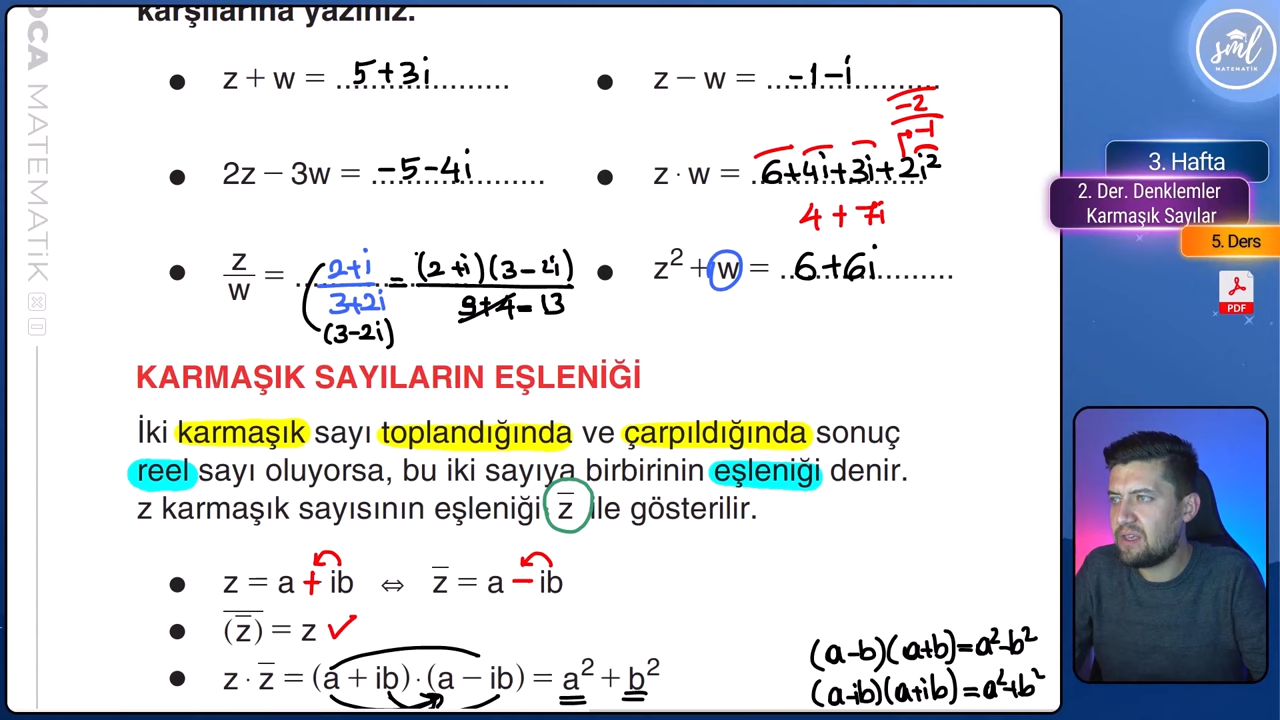 karşılarına yazınız.
z + w = 5+3i
z − w = -1-i
-2
-1
2z − 3w = -5-4i
z · w = 6+4i+3i+2i²
4 + 7i
z/w = 2+i/3+2i = (2+i)(3-2i)/9+4=13
(3-2i)
z² + w = 6+6i
KARMAŞIK SAYILARIN EŞLENİĞİ
İki karmaşık sayı toplandığında ve çarpıldığında sonuç
reel sayı oluyorsa, bu iki sayıya birbirinin eşleniği denir.
z karmaşık sayısının eşleniği z̅ ile gösterilir.
z = a + ib ⇔ z̅ = a − ib
(z̅)̅ = z ✓
z · z̅ = (a + ib)·(a − ib) = a² + b²
(a-b)(a+b)=a²-b²
(a-ib)(a+ib)=a²+b²
OCA MATEMATİK
sml
MATEMATİK
3. Hafta
2. Der. Denklemler
Karmaşık Sayılar
5. Ders
PDF